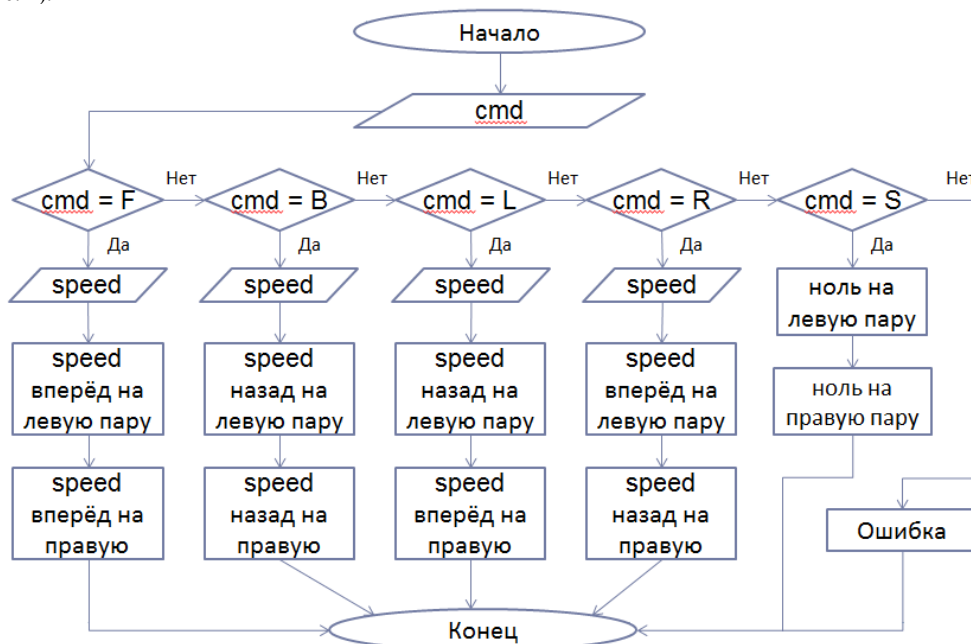 Начало
cmd
cmd = F
Нет
cmd = B
Нет
cmd = L
Нет
cmd = R
Нет
cmd = S
Нет
Да
Да
Да
Да
Да
speed
speed
speed
speed
ноль на
левую пару
speed
вперёд на
левую пару
speed
назад на
левую пару
speed
назад на
левую пару
speed
вперёд на
левую пару
ноль на
правую пару
speed
вперёд на
правую
speed
назад на
правую
speed
вперёд на
правую
speed
назад на
правую
Ошибка
Конец